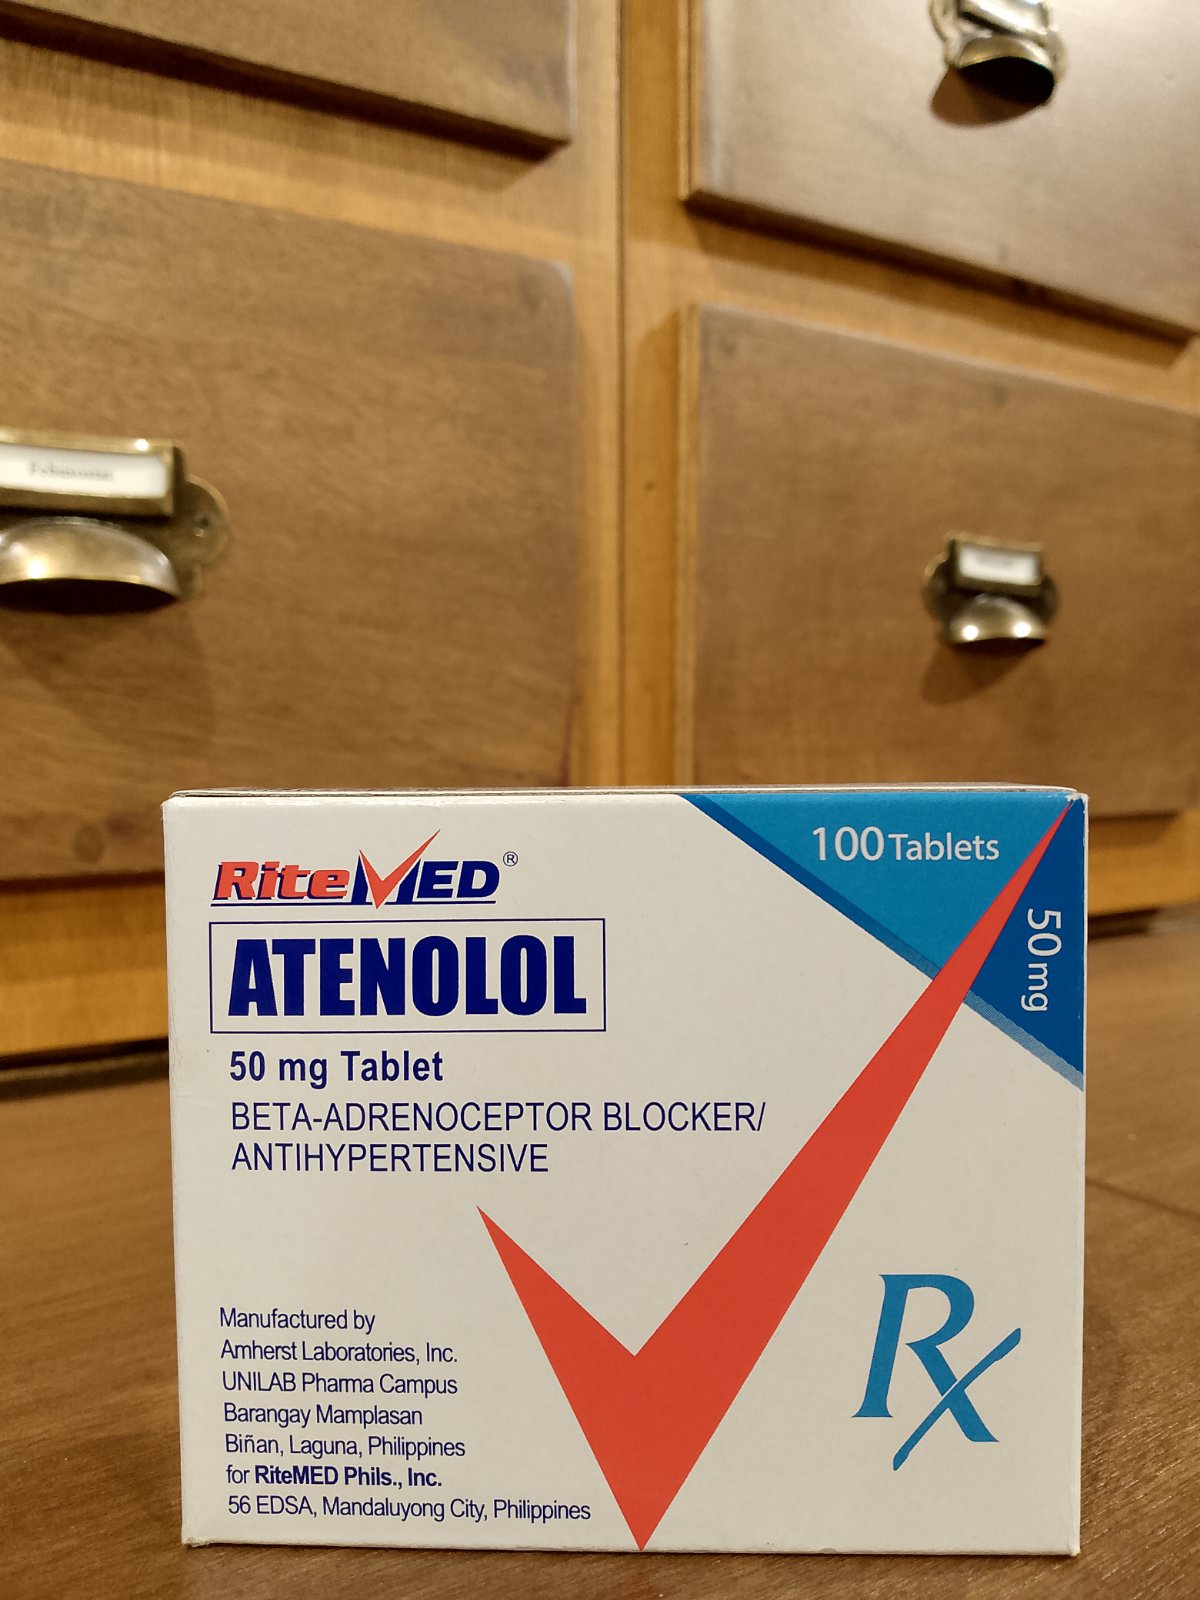 RiteMED®
ATENOLOL
50 mg Tablet
BETA-ADRENOCEPTOR BLOCKER/
ANTIHYPERTENSIVE
100 Tablets
50 mg
Manufactured by
Amherst Laboratories, Inc.
UNILAB Pharma Campus
Barangay Mamplasan
Biñan, Laguna, Philippines
for RiteMED Phils., Inc.
56 EDSA, Mandaluyong City, Philippines
Rx